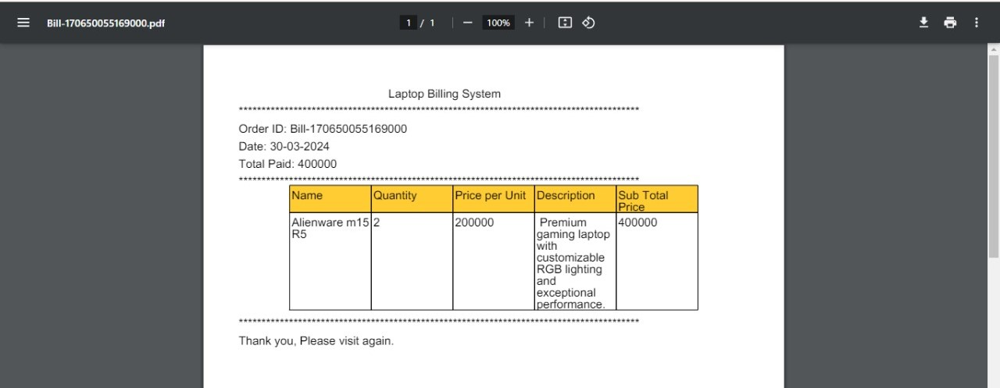 Bill-170650055169000.pdf
1 / 1
100%
Laptop Billing System
****************************************************************************************
Order ID: Bill-170650055169000
Date: 30-03-2024
Total Paid: 400000
****************************************************************************************
Name Quantity Price per Unit Description Sub Total
Price
Alienware m15 2 200000 Premium 400000
R5 gaming laptop
with
customizable
RGB lighting
and
exceptional
performance.
****************************************************************************************
Thank you, Please visit again.